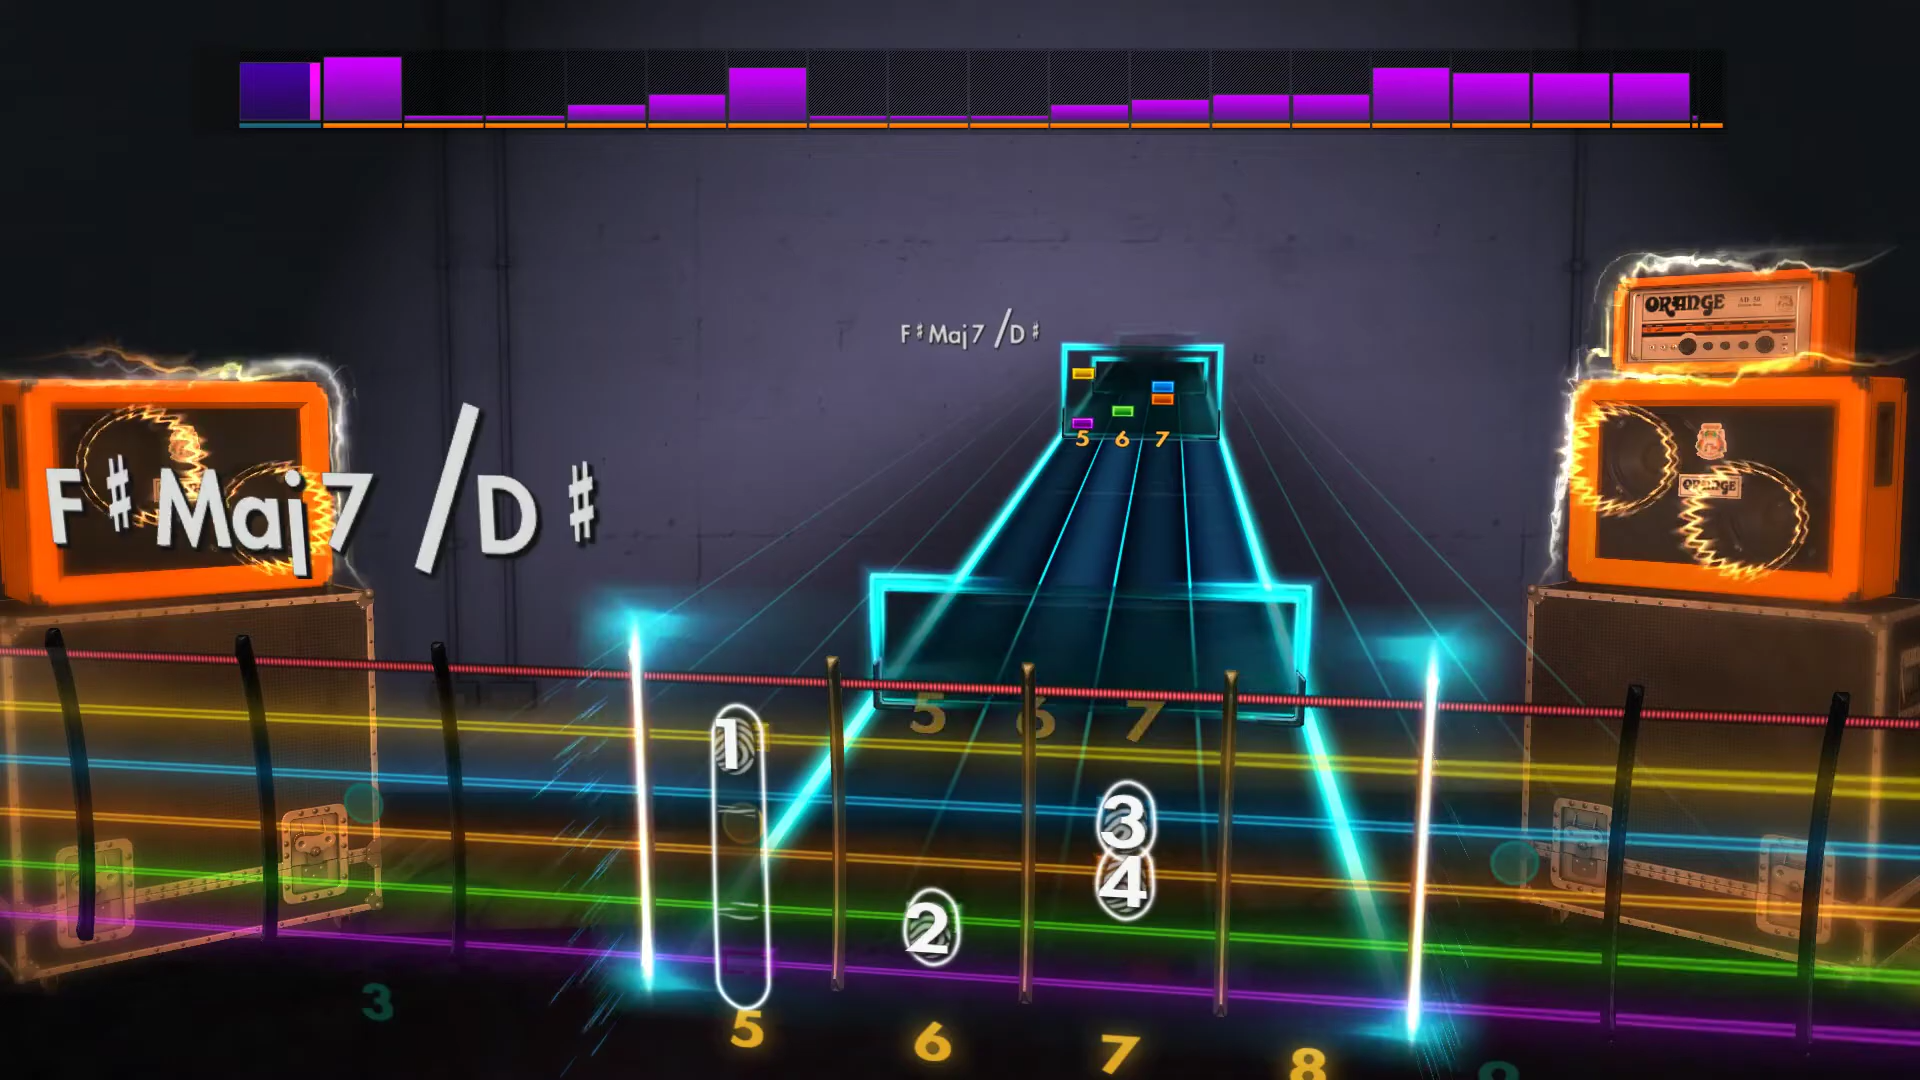 F♯Maj7/D♯
ORANGE
F♯Maj7/D♯
5 6 7
ORANGE
5 6 7
1
3
4
2
3
5 6 7 8